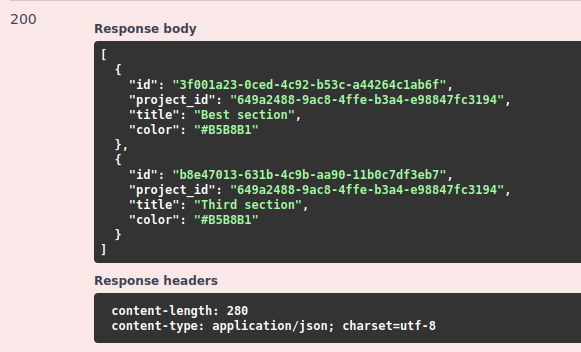 200
Response body
[
  {
    "id": "3f001a23-0ced-4c92-b53c-a44264c1ab6f",
    "project_id": "649a2488-9ac8-4ffe-b3a4-e98847fc3194",
    "title": "Best section",
    "color": "#B5B8B1"
  },
  {
    "id": "b8e47013-631b-4c9b-aa90-11b0c7df3eb7",
    "project_id": "649a2488-9ac8-4ffe-b3a4-e98847fc3194",
    "title": "Third section",
    "color": "#B5B8B1"
  }
]
Response headers
content-length: 280
content-type: application/json; charset=utf-8